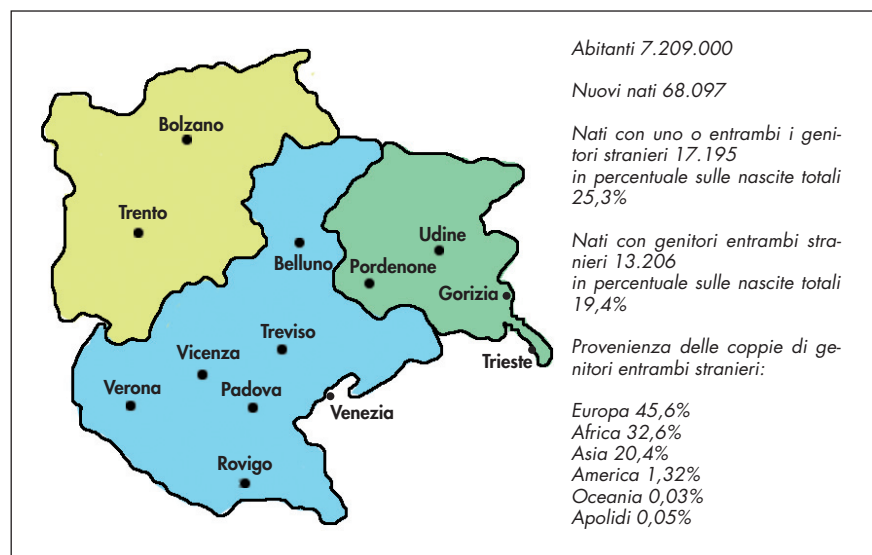 Bolzano
Trento
Belluno
Udine
Pordenone
Gorizia
Trieste
Treviso
Vicenza
Verona
Padova
Venezia
Rovigo
Abitanti 7.209.000
Nuovi nati 68.097
Nati con uno o entrambi i geni-
tori stranieri 17.195
in percentuale sulle nascite totali
25,3%
Nati con genitori entrambi stra-
nieri 13.206
in percentuale sulle nascite totali
19,4%
Provenienza delle coppie di ge-
nitori entrambi stranieri:
Europa 45,6%
Africa 32,6%
Asia 20,4%
America 1,32%
Oceania 0,03%
Apolidi 0,05%